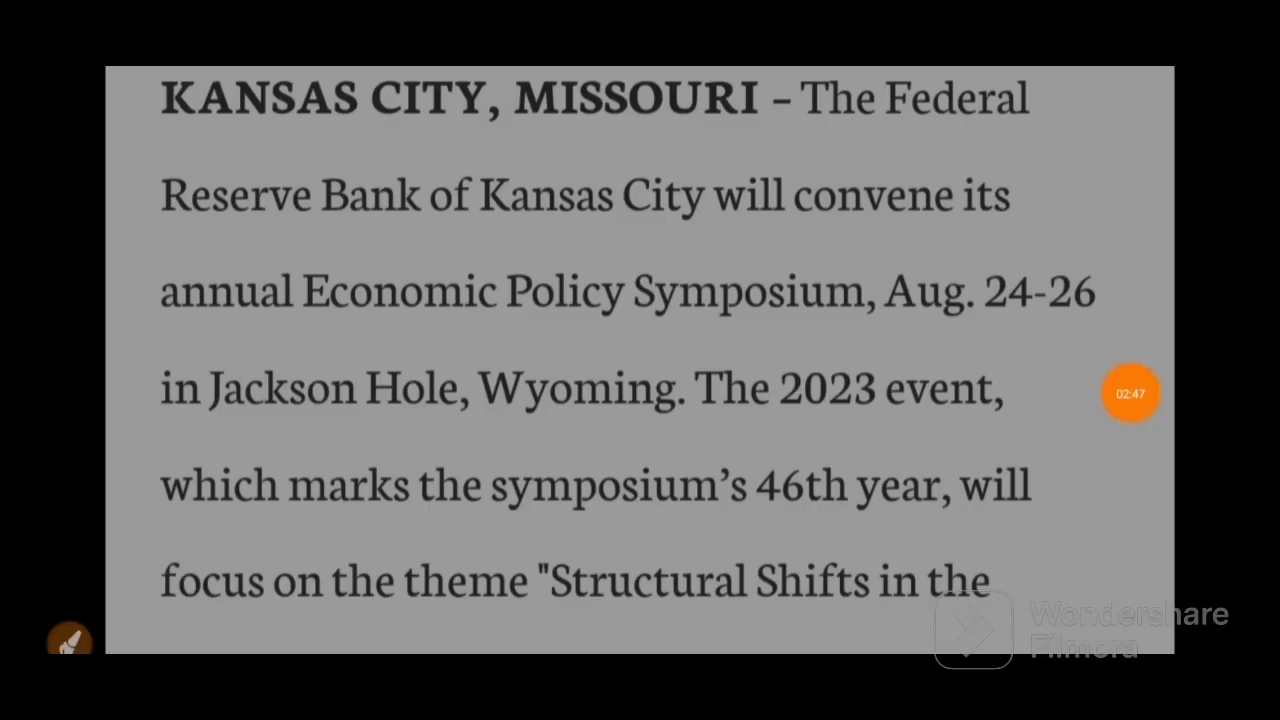 KANSAS CITY, MISSOURI – The Federal
Reserve Bank of Kansas City will convene its
annual Economic Policy Symposium, Aug. 24-26
in Jackson Hole, Wyoming. The 2023 event,
02:47
which marks the symposium’s 46th year, will
focus on the theme "Structural Shifts in the
Wondershare
Filmora